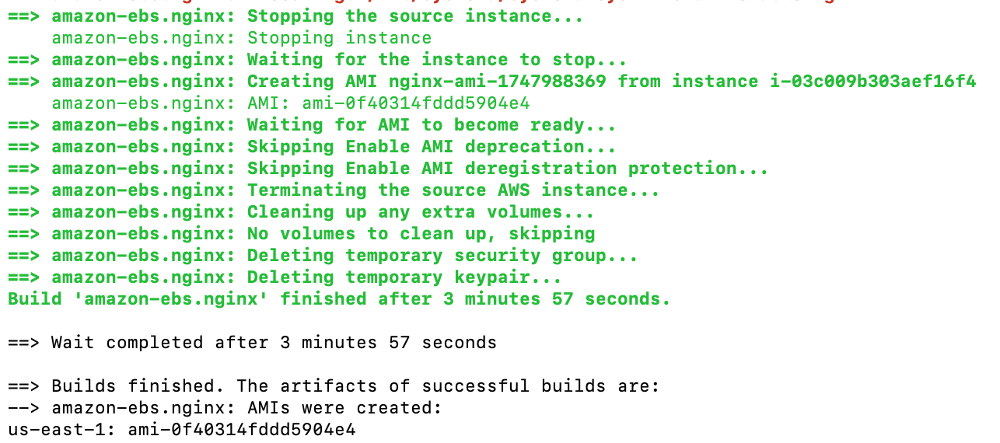 ==> amazon-ebs.nginx: Stopping the source instance...
    amazon-ebs.nginx: Stopping instance
==> amazon-ebs.nginx: Waiting for the instance to stop...
==> amazon-ebs.nginx: Creating AMI nginx-ami-1747988369 from instance i-03c009b303aef16f4
    amazon-ebs.nginx: AMI: ami-0f40314fddd5904e4
==> amazon-ebs.nginx: Waiting for AMI to become ready...
==> amazon-ebs.nginx: Skipping Enable AMI deprecation...
==> amazon-ebs.nginx: Skipping Enable AMI deregistration protection...
==> amazon-ebs.nginx: Terminating the source AWS instance...
==> amazon-ebs.nginx: Cleaning up any extra volumes...
==> amazon-ebs.nginx: No volumes to clean up, skipping
==> amazon-ebs.nginx: Deleting temporary security group...
==> amazon-ebs.nginx: Deleting temporary keypair...
Build 'amazon-ebs.nginx' finished after 3 minutes 57 seconds.

==> Wait completed after 3 minutes 57 seconds

==> Builds finished. The artifacts of successful builds are:
--> amazon-ebs.nginx: AMIs were created:
us-east-1: ami-0f40314fddd5904e4